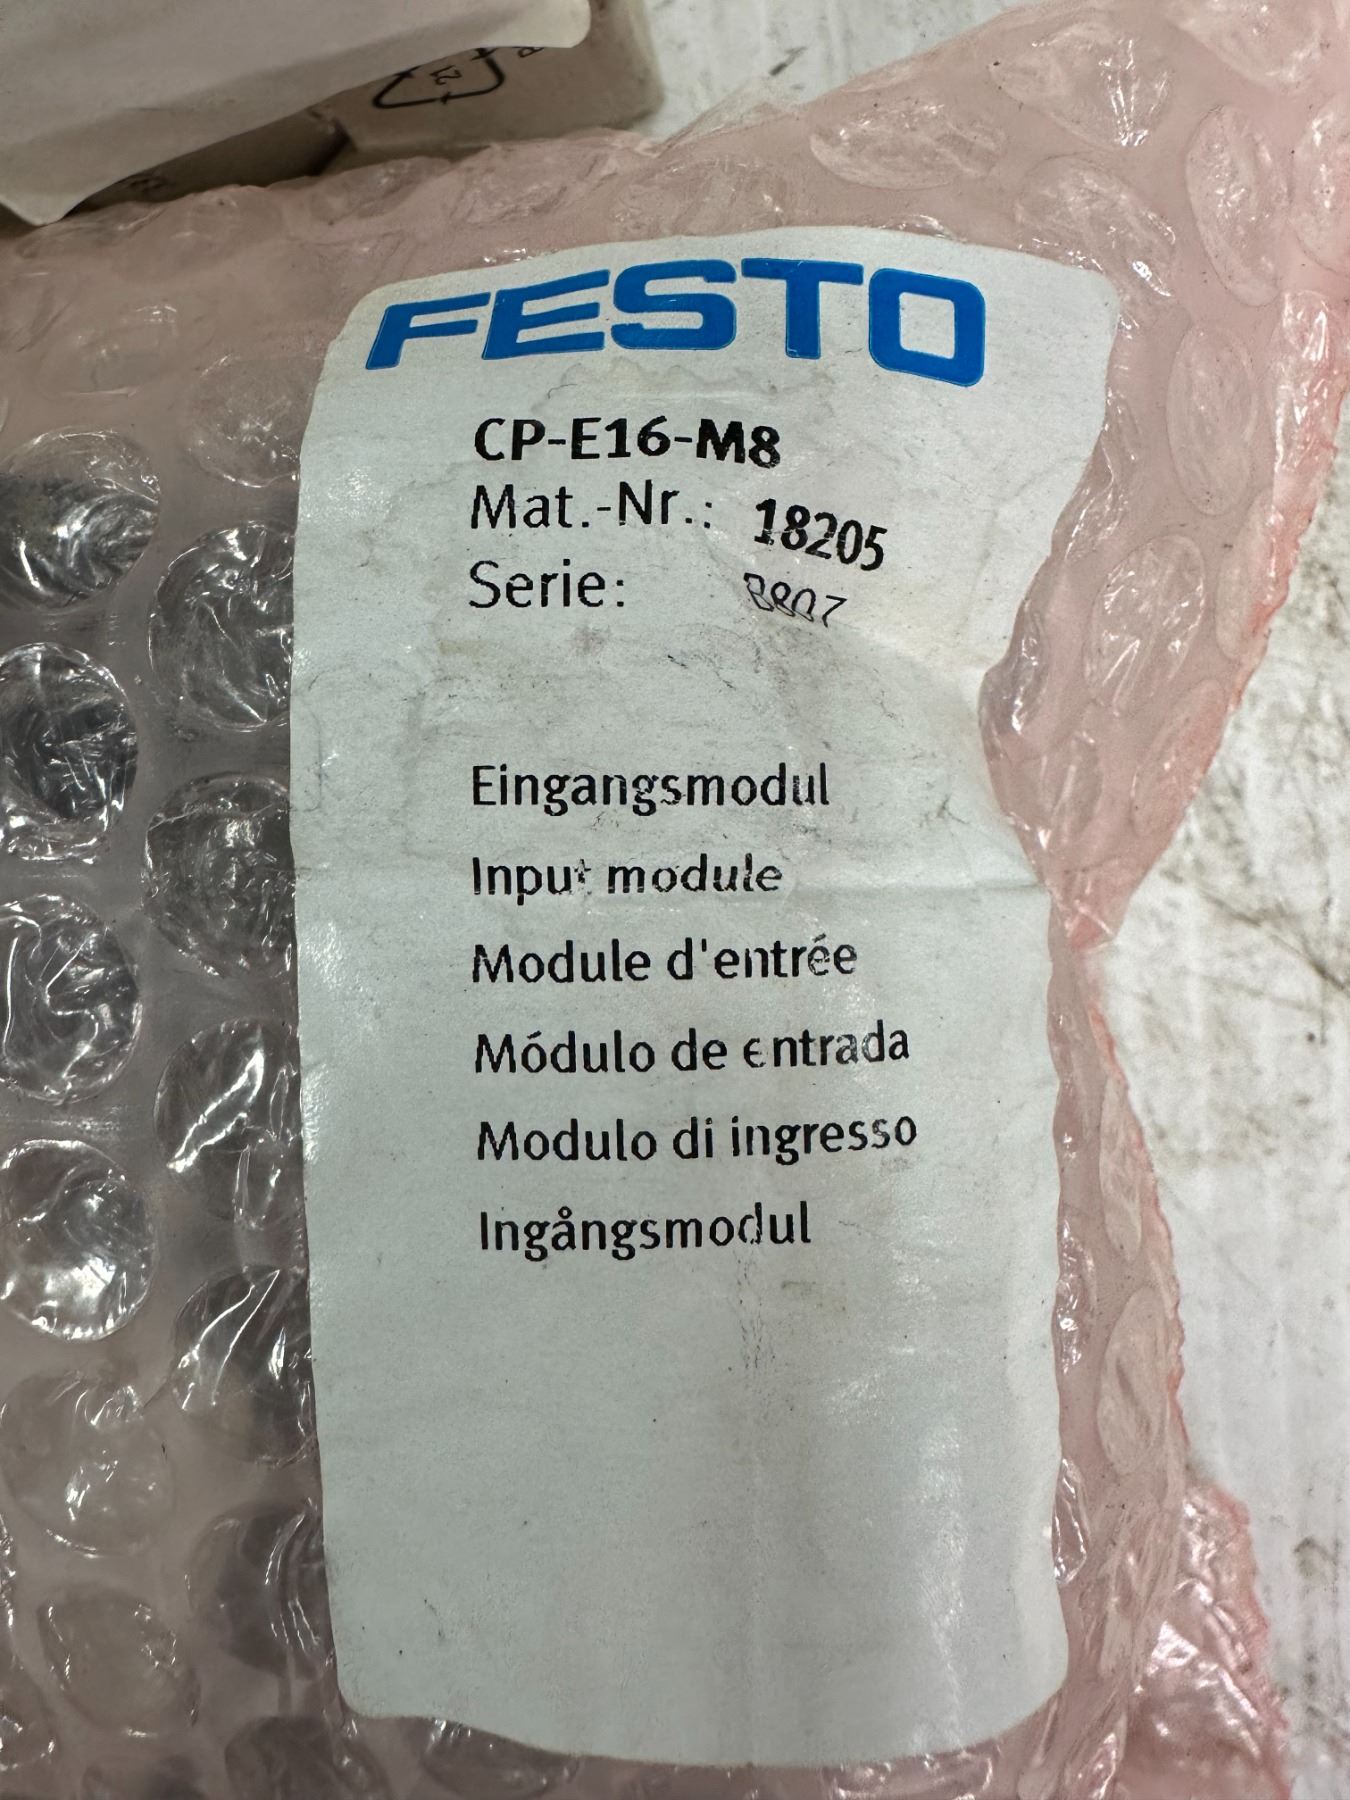 21
FESTO
CP-E16-M8
Mat.-Nr.: 18205
Serie:
Eingangsmodul
Input module
Module d'entrée
Módulo de entrada
Modulo di ingresso
Ingångsmodul